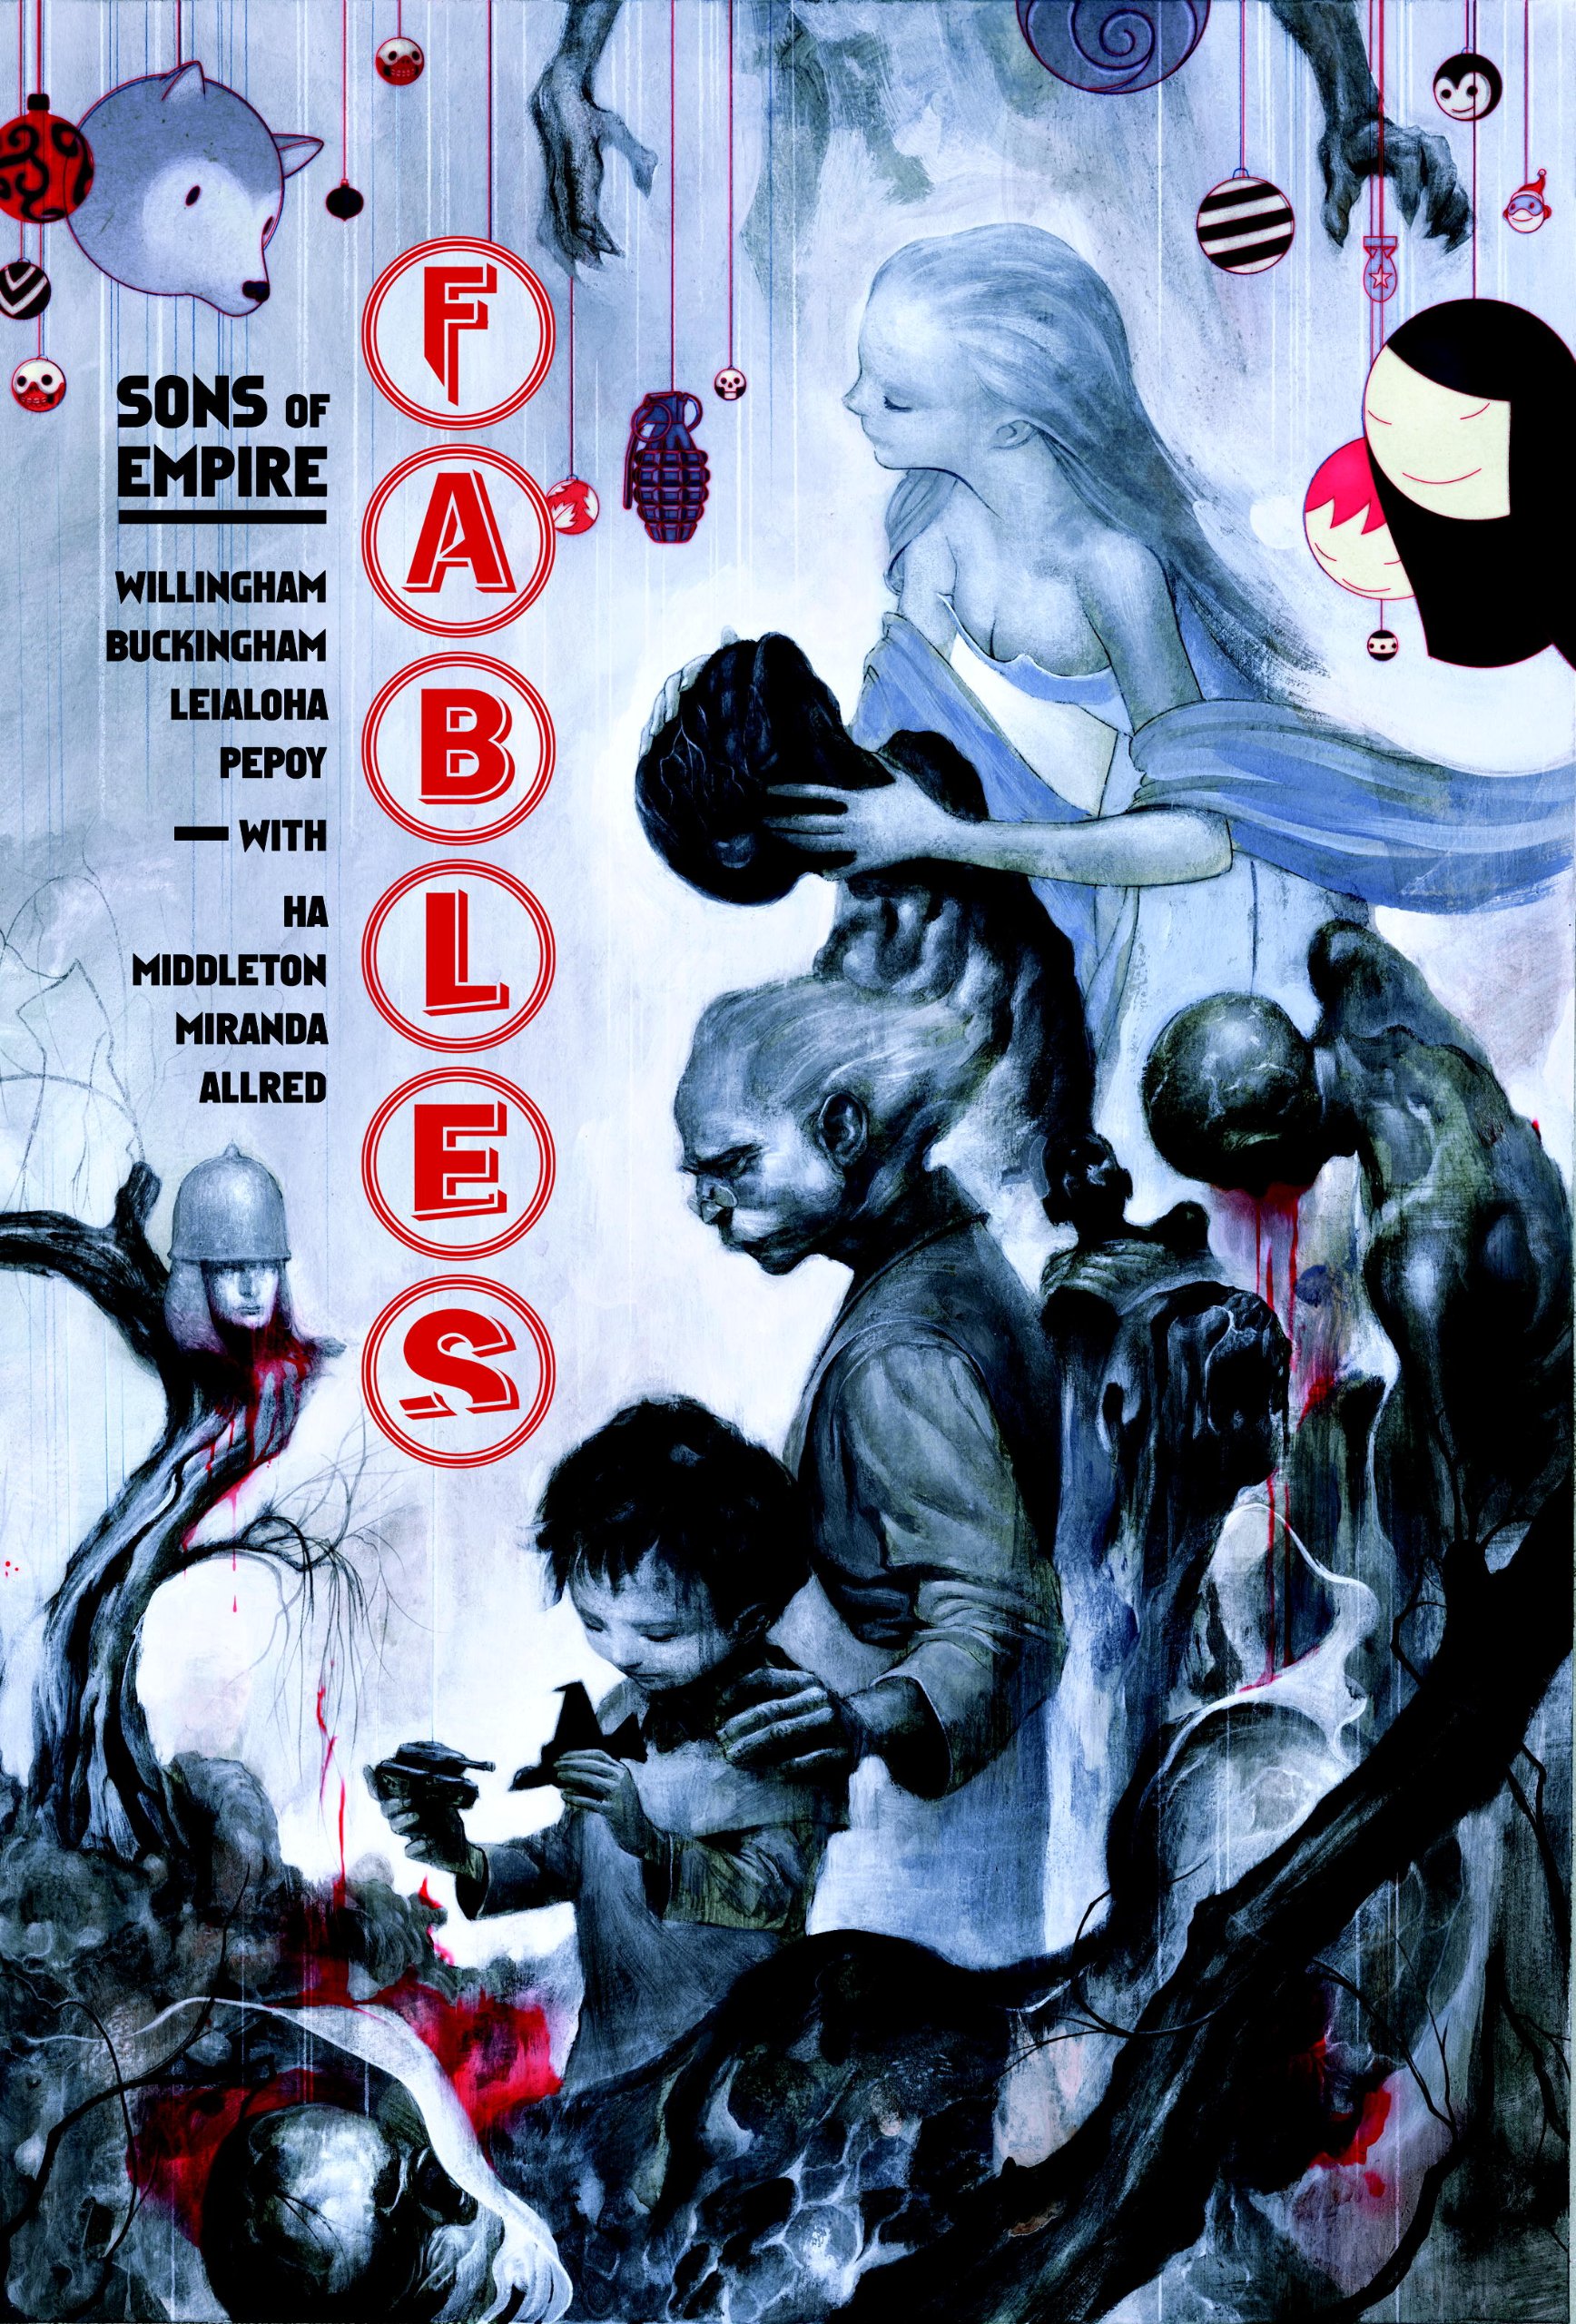 SONS OF
EMPIRE
WILLINGHAM
BUCKINGHAM
LEIALOHA
PEPOY
— WITH
HA
MIDDLETON
MIRANDA
ALLRED
FABLES